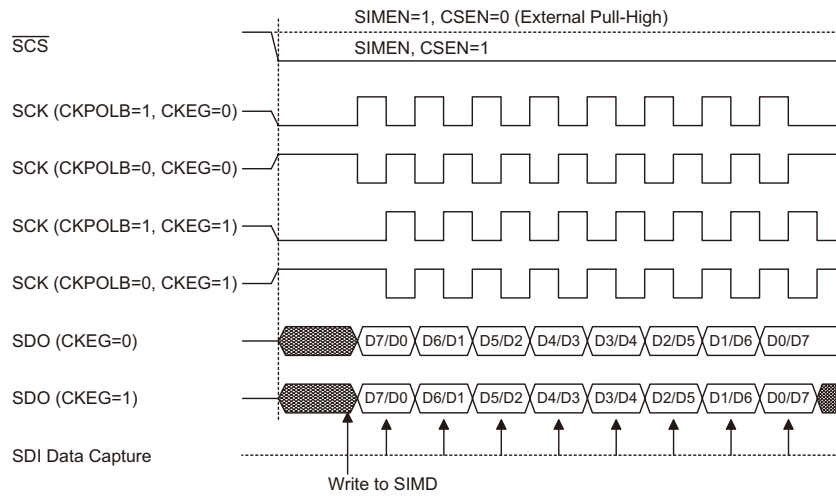 SIMEN=1, CSEN=0 (External Pull-High)
SCS
SIMEN, CSEN=1
SCK (CKPOLB=1, CKEG=0)
SCK (CKPOLB=0, CKEG=0)
SCK (CKPOLB=1, CKEG=1)
SCK (CKPOLB=0, CKEG=1)
SDO (CKEG=0) D7/D0 D6/D1 D5/D2 D4/D3 D3/D4 D2/D5 D1/D6 D0/D7
SDO (CKEG=1) D7/D0 D6/D1 D5/D2 D4/D3 D3/D4 D2/D5 D1/D6 D0/D7
SDI Data Capture
Write to SIMD